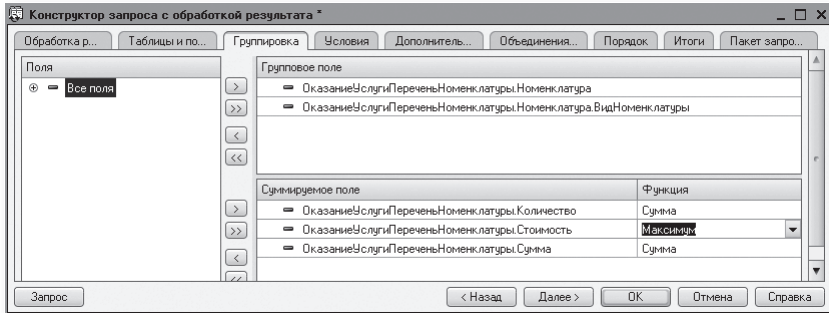 Конструктор запроса с обработкой результата *
Обработка р... Таблицы и по... Группировка Условия Дополнитель... Объединения... Порядок Итоги Пакет запро...
Поля
Все поля
Групповое поле
ОказаниеУслугиПереченьНоменклатуры.Номенклатура
ОказаниеУслугиПереченьНоменклатуры.Номенклатура.ВидНоменклатуры
Суммируемое поле Функция
ОказаниеУслугиПереченьНоменклатуры.Количество Сумма
ОказаниеУслугиПереченьНоменклатуры.Стоимость Максимум
ОказаниеУслугиПереченьНоменклатуры.Сумма Сумма
Запрос < Назад Далее > OK Отмена Справка